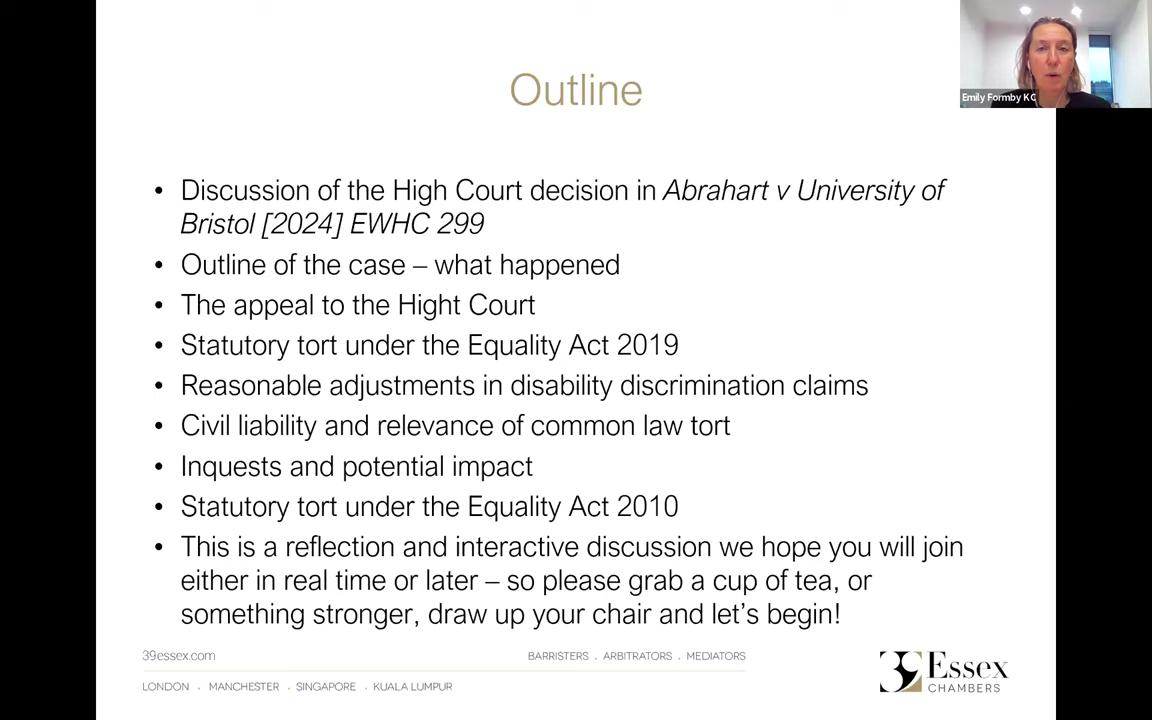 Outline
Emily Formby KC
• Discussion of the High Court decision in Abrahart v University of
Bristol [2024] EWHC 299
• Outline of the case – what happened
• The appeal to the Hight Court
• Statutory tort under the Equality Act 2019
• Reasonable adjustments in disability discrimination claims
• Civil liability and relevance of common law tort
• Inquests and potential impact
• Statutory tort under the Equality Act 2010
• This is a reflection and interactive discussion we hope you will join
either in real time or later – so please grab a cup of tea, or
something stronger, draw up your chair and let's begin!
39essex.com
BARRISTERS . ARBITRATORS . MEDIATORS
LONDON . MANCHESTER . SINGAPORE . KUALA LUMPUR
39 Essex
CHAMBERS